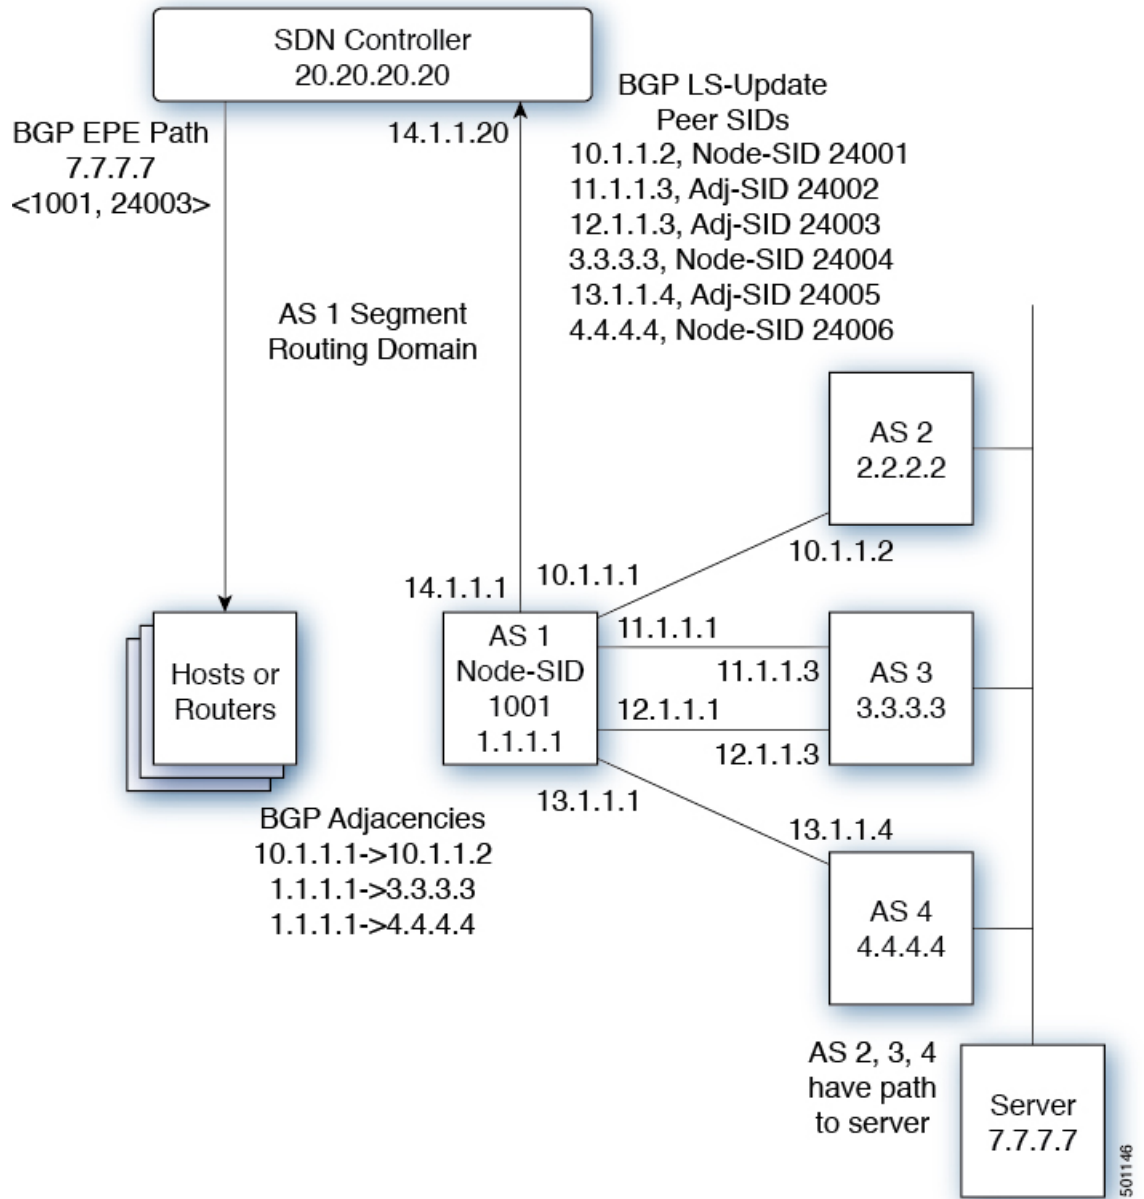 SDN Controller
20.20.20.20
BGP EPE Path
7.7.7.7
<1001, 24003>
14.1.1.20
BGP LS-Update
Peer SIDs
10.1.1.2, Node-SID 24001
11.1.1.3, Adj-SID 24002
12.1.1.3, Adj-SID 24003
3.3.3.3, Node-SID 24004
13.1.1.4, Adj-SID 24005
4.4.4.4, Node-SID 24006
AS 1 Segment
Routing Domain
AS 2
2.2.2.2
10.1.1.2
14.1.1.1
10.1.1.1
Hosts or
Routers
AS 1
Node-SID
1001
1.1.1.1
11.1.1.1
11.1.1.3
12.1.1.1
12.1.1.3
AS 3
3.3.3.3
13.1.1.1
13.1.1.4
BGP Adjacencies
10.1.1.1->10.1.1.2
1.1.1.1->3.3.3.3
1.1.1.1->4.4.4.4
AS 4
4.4.4.4
AS 2, 3, 4
have path
to server
Server
7.7.7.7
501146